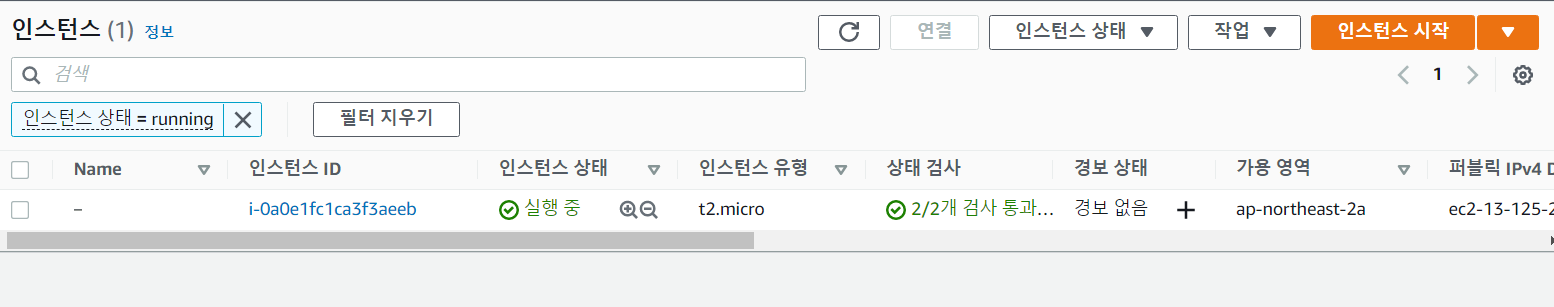 인스턴스 (1) 정보
연결
인스턴스 상태
작업
인스턴스 시작
검색
1
인스턴스 상태 = running
필터 지우기
Name 인스턴스 ID 인스턴스 상태 인스턴스 유형 상태 검사 경보 상태 가용 영역 퍼블릭 IPv4 D
– i-0a0e1fc1ca3f3aeeb 실행 중 t2.micro 2/2개 검사 통과... 경보 없음 ap-northeast-2a ec2-13-125-2